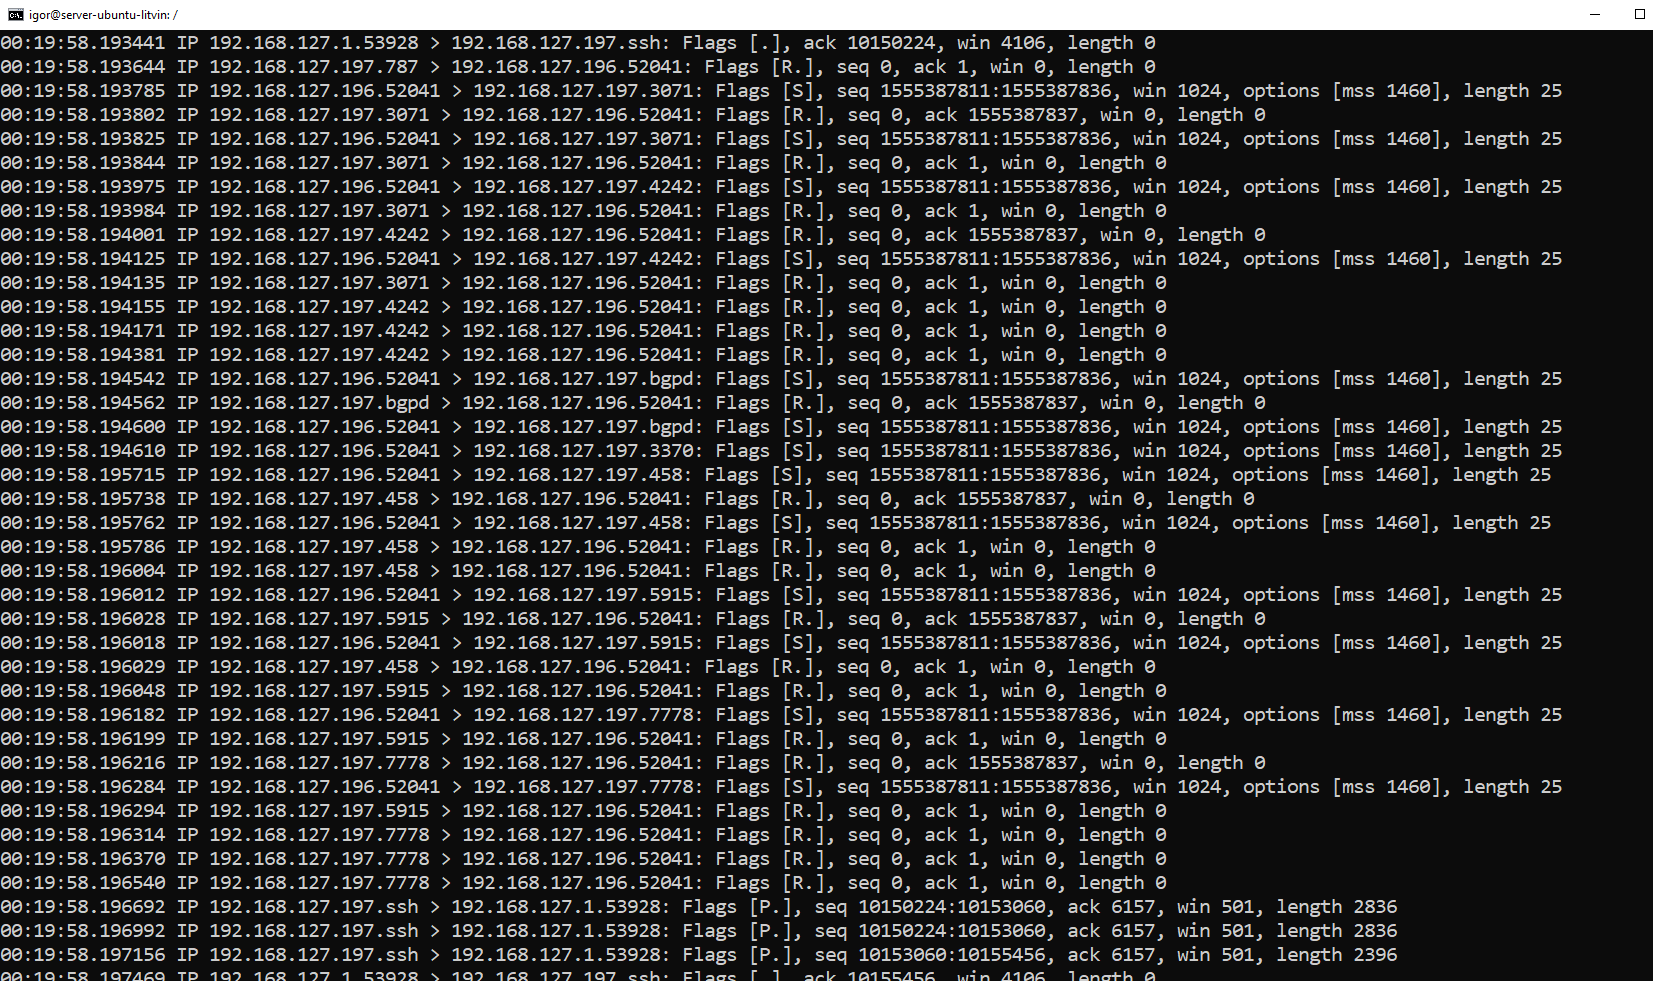 igor@server-ubuntu-litvin: /
00:19:58.193441 IP 192.168.127.1.53928 > 192.168.127.197.ssh: Flags [.], ack 10150224, win 4106, length 0
00:19:58.193644 IP 192.168.127.197.787 > 192.168.127.196.52041: Flags [R.], seq 0, ack 1, win 0, length 0
00:19:58.193785 IP 192.168.127.196.52041 > 192.168.127.197.3071: Flags [S], seq 1555387811:1555387836, win 1024, options [mss 1460], length 25
00:19:58.193802 IP 192.168.127.197.3071 > 192.168.127.196.52041: Flags [R.], seq 0, ack 1555387837, win 0, length 0
00:19:58.193825 IP 192.168.127.196.52041 > 192.168.127.197.3071: Flags [S], seq 1555387811:1555387836, win 1024, options [mss 1460], length 25
00:19:58.193844 IP 192.168.127.197.3071 > 192.168.127.196.52041: Flags [R.], seq 0, ack 1, win 0, length 0
00:19:58.193975 IP 192.168.127.196.52041 > 192.168.127.197.4242: Flags [S], seq 1555387811:1555387836, win 1024, options [mss 1460], length 25
00:19:58.193984 IP 192.168.127.197.3071 > 192.168.127.196.52041: Flags [R.], seq 0, ack 1, win 0, length 0
00:19:58.194001 IP 192.168.127.197.4242 > 192.168.127.196.52041: Flags [R.], seq 0, ack 1555387837, win 0, length 0
00:19:58.194125 IP 192.168.127.196.52041 > 192.168.127.197.4242: Flags [S], seq 1555387811:1555387836, win 1024, options [mss 1460], length 25
00:19:58.194135 IP 192.168.127.197.3071 > 192.168.127.196.52041: Flags [R.], seq 0, ack 1, win 0, length 0
00:19:58.194155 IP 192.168.127.197.4242 > 192.168.127.196.52041: Flags [R.], seq 0, ack 1, win 0, length 0
00:19:58.194171 IP 192.168.127.197.4242 > 192.168.127.196.52041: Flags [R.], seq 0, ack 1, win 0, length 0
00:19:58.194381 IP 192.168.127.197.4242 > 192.168.127.196.52041: Flags [R.], seq 0, ack 1, win 0, length 0
00:19:58.194542 IP 192.168.127.196.52041 > 192.168.127.197.bgpd: Flags [S], seq 1555387811:1555387836, win 1024, options [mss 1460], length 25
00:19:58.194562 IP 192.168.127.197.bgpd > 192.168.127.196.52041: Flags [R.], seq 0, ack 1555387837, win 0, length 0
00:19:58.194600 IP 192.168.127.196.52041 > 192.168.127.197.bgpd: Flags [S], seq 1555387811:1555387836, win 1024, options [mss 1460], length 25
00:19:58.194610 IP 192.168.127.196.52041 > 192.168.127.197.3370: Flags [S], seq 1555387811:1555387836, win 1024, options [mss 1460], length 25
00:19:58.195715 IP 192.168.127.196.52041 > 192.168.127.197.458: Flags [S], seq 1555387811:1555387836, win 1024, options [mss 1460], length 25
00:19:58.195738 IP 192.168.127.197.458 > 192.168.127.196.52041: Flags [R.], seq 0, ack 1555387837, win 0, length 0
00:19:58.195762 IP 192.168.127.196.52041 > 192.168.127.197.458: Flags [S], seq 1555387811:1555387836, win 1024, options [mss 1460], length 25
00:19:58.195786 IP 192.168.127.197.458 > 192.168.127.196.52041: Flags [R.], seq 0, ack 1, win 0, length 0
00:19:58.196004 IP 192.168.127.197.458 > 192.168.127.196.52041: Flags [R.], seq 0, ack 1, win 0, length 0
00:19:58.196012 IP 192.168.127.196.52041 > 192.168.127.197.5915: Flags [S], seq 1555387811:1555387836, win 1024, options [mss 1460], length 25
00:19:58.196028 IP 192.168.127.197.5915 > 192.168.127.196.52041: Flags [R.], seq 0, ack 1555387837, win 0, length 0
00:19:58.196018 IP 192.168.127.196.52041 > 192.168.127.197.5915: Flags [S], seq 1555387811:1555387836, win 1024, options [mss 1460], length 25
00:19:58.196029 IP 192.168.127.197.458 > 192.168.127.196.52041: Flags [R.], seq 0, ack 1, win 0, length 0
00:19:58.196048 IP 192.168.127.197.5915 > 192.168.127.196.52041: Flags [R.], seq 0, ack 1, win 0, length 0
00:19:58.196182 IP 192.168.127.196.52041 > 192.168.127.197.7778: Flags [S], seq 1555387811:1555387836, win 1024, options [mss 1460], length 25
00:19:58.196199 IP 192.168.127.197.5915 > 192.168.127.196.52041: Flags [R.], seq 0, ack 1, win 0, length 0
00:19:58.196216 IP 192.168.127.197.7778 > 192.168.127.196.52041: Flags [R.], seq 0, ack 1555387837, win 0, length 0
00:19:58.196284 IP 192.168.127.196.52041 > 192.168.127.197.7778: Flags [S], seq 1555387811:1555387836, win 1024, options [mss 1460], length 25
00:19:58.196294 IP 192.168.127.197.5915 > 192.168.127.196.52041: Flags [R.], seq 0, ack 1, win 0, length 0
00:19:58.196314 IP 192.168.127.197.7778 > 192.168.127.196.52041: Flags [R.], seq 0, ack 1, win 0, length 0
00:19:58.196370 IP 192.168.127.197.7778 > 192.168.127.196.52041: Flags [R.], seq 0, ack 1, win 0, length 0
00:19:58.196540 IP 192.168.127.197.7778 > 192.168.127.196.52041: Flags [R.], seq 0, ack 1, win 0, length 0
00:19:58.196692 IP 192.168.127.197.ssh > 192.168.127.1.53928: Flags [P.], seq 10150224:10153060, ack 6157, win 501, length 2836
00:19:58.196992 IP 192.168.127.197.ssh > 192.168.127.1.53928: Flags [P.], seq 10150224:10153060, ack 6157, win 501, length 2836
00:19:58.197156 IP 192.168.127.197.ssh > 192.168.127.1.53928: Flags [P.], seq 10153060:10155456, ack 6157, win 501, length 2396
00:19:58.197469 IP 192.168.127.1.53928 > 192.168.127.197.ssh: Flags [.], ack 10155456, win 4106, length 0